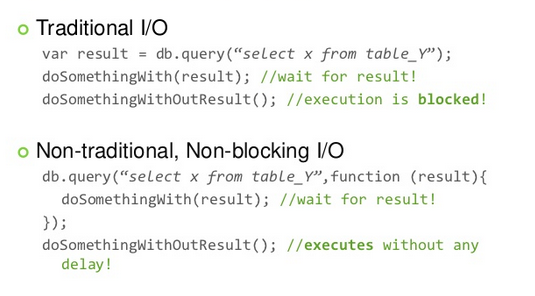 Traditional I/O
var result = db.query(“select x from table_Y”);
doSomethingWith(result); //wait for result!
doSomethingWithOutResult(); //execution is blocked!
Non-traditional, Non-blocking I/O
db.query(“select x from table_Y”,function (result){
doSomethingWith(result); //wait for result!
});
doSomethingWithOutResult(); //executes without any
delay!